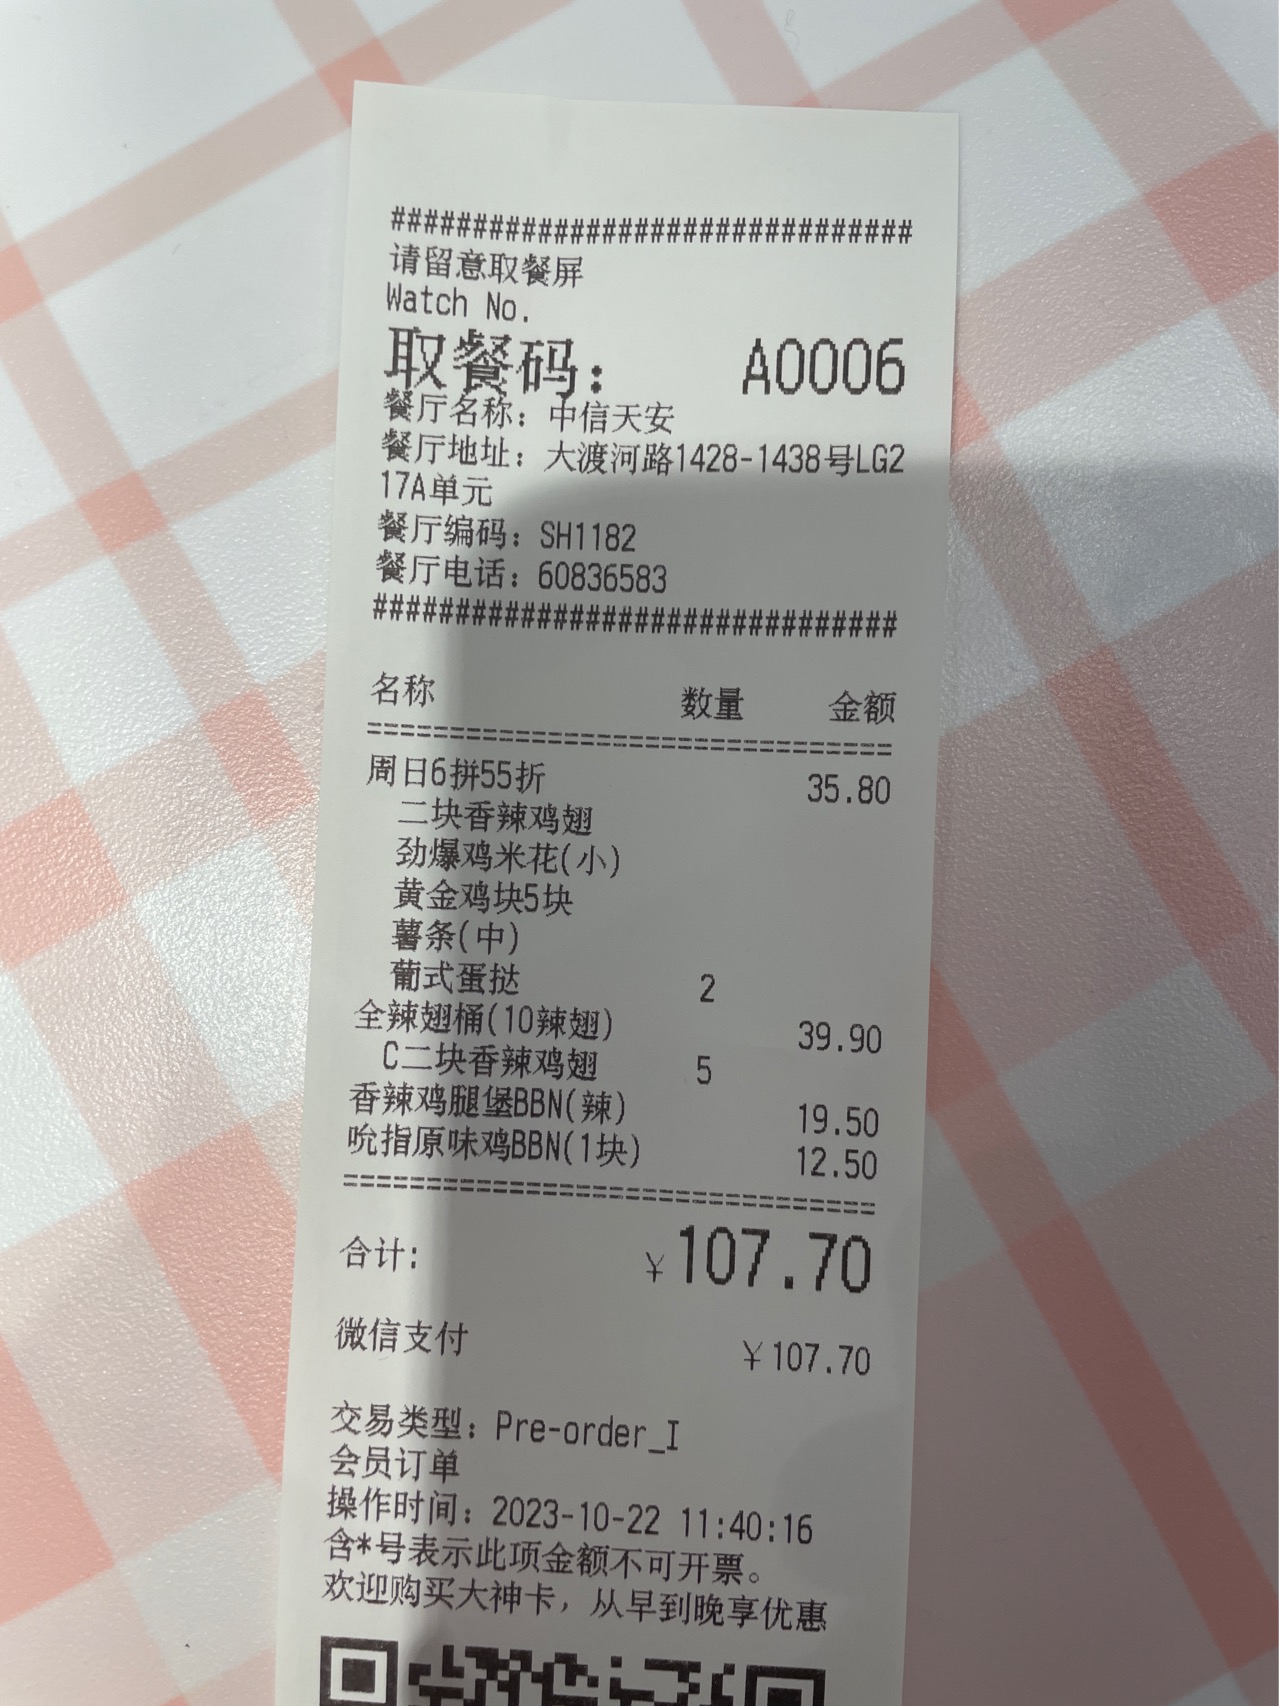 ################################
请留意取餐屏
Watch No.
取餐码： A0006
餐厅名称：中信天安
餐厅地址：大渡河路1428-1438号LG2
17A单元
餐厅编码：SH1182
餐厅电话：60836583
################################
名称 数量 金额
================================
周日6拼55折 35.80
二块香辣鸡翅
劲爆鸡米花(小)
黄金鸡块5块
薯条(中)
葡式蛋挞 2
全辣翅桶(10辣翅) 39.90
C二块香辣鸡翅 5
香辣鸡腿堡BBN(辣) 19.50
吮指原味鸡BBN(1块) 12.50
================================
合计: ￥107.70
微信支付 ￥107.70
交易类型：Pre-order_I
会员订单
操作时间：2023-10-22 11:40:16
含*号表示此项金额不可开票。
欢迎购买大神卡，从早到晚享优惠